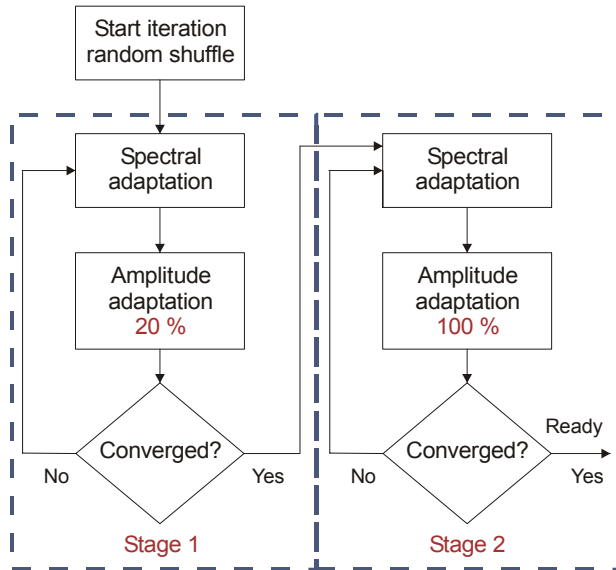 Start iteration
random shuffle
Spectral
adaptation
Amplitude
adaptation
20 %
Converged?
No
Yes
Stage 1
Spectral
adaptation
Amplitude
adaptation
100 %
Converged?
No
Ready
Yes
Stage 2